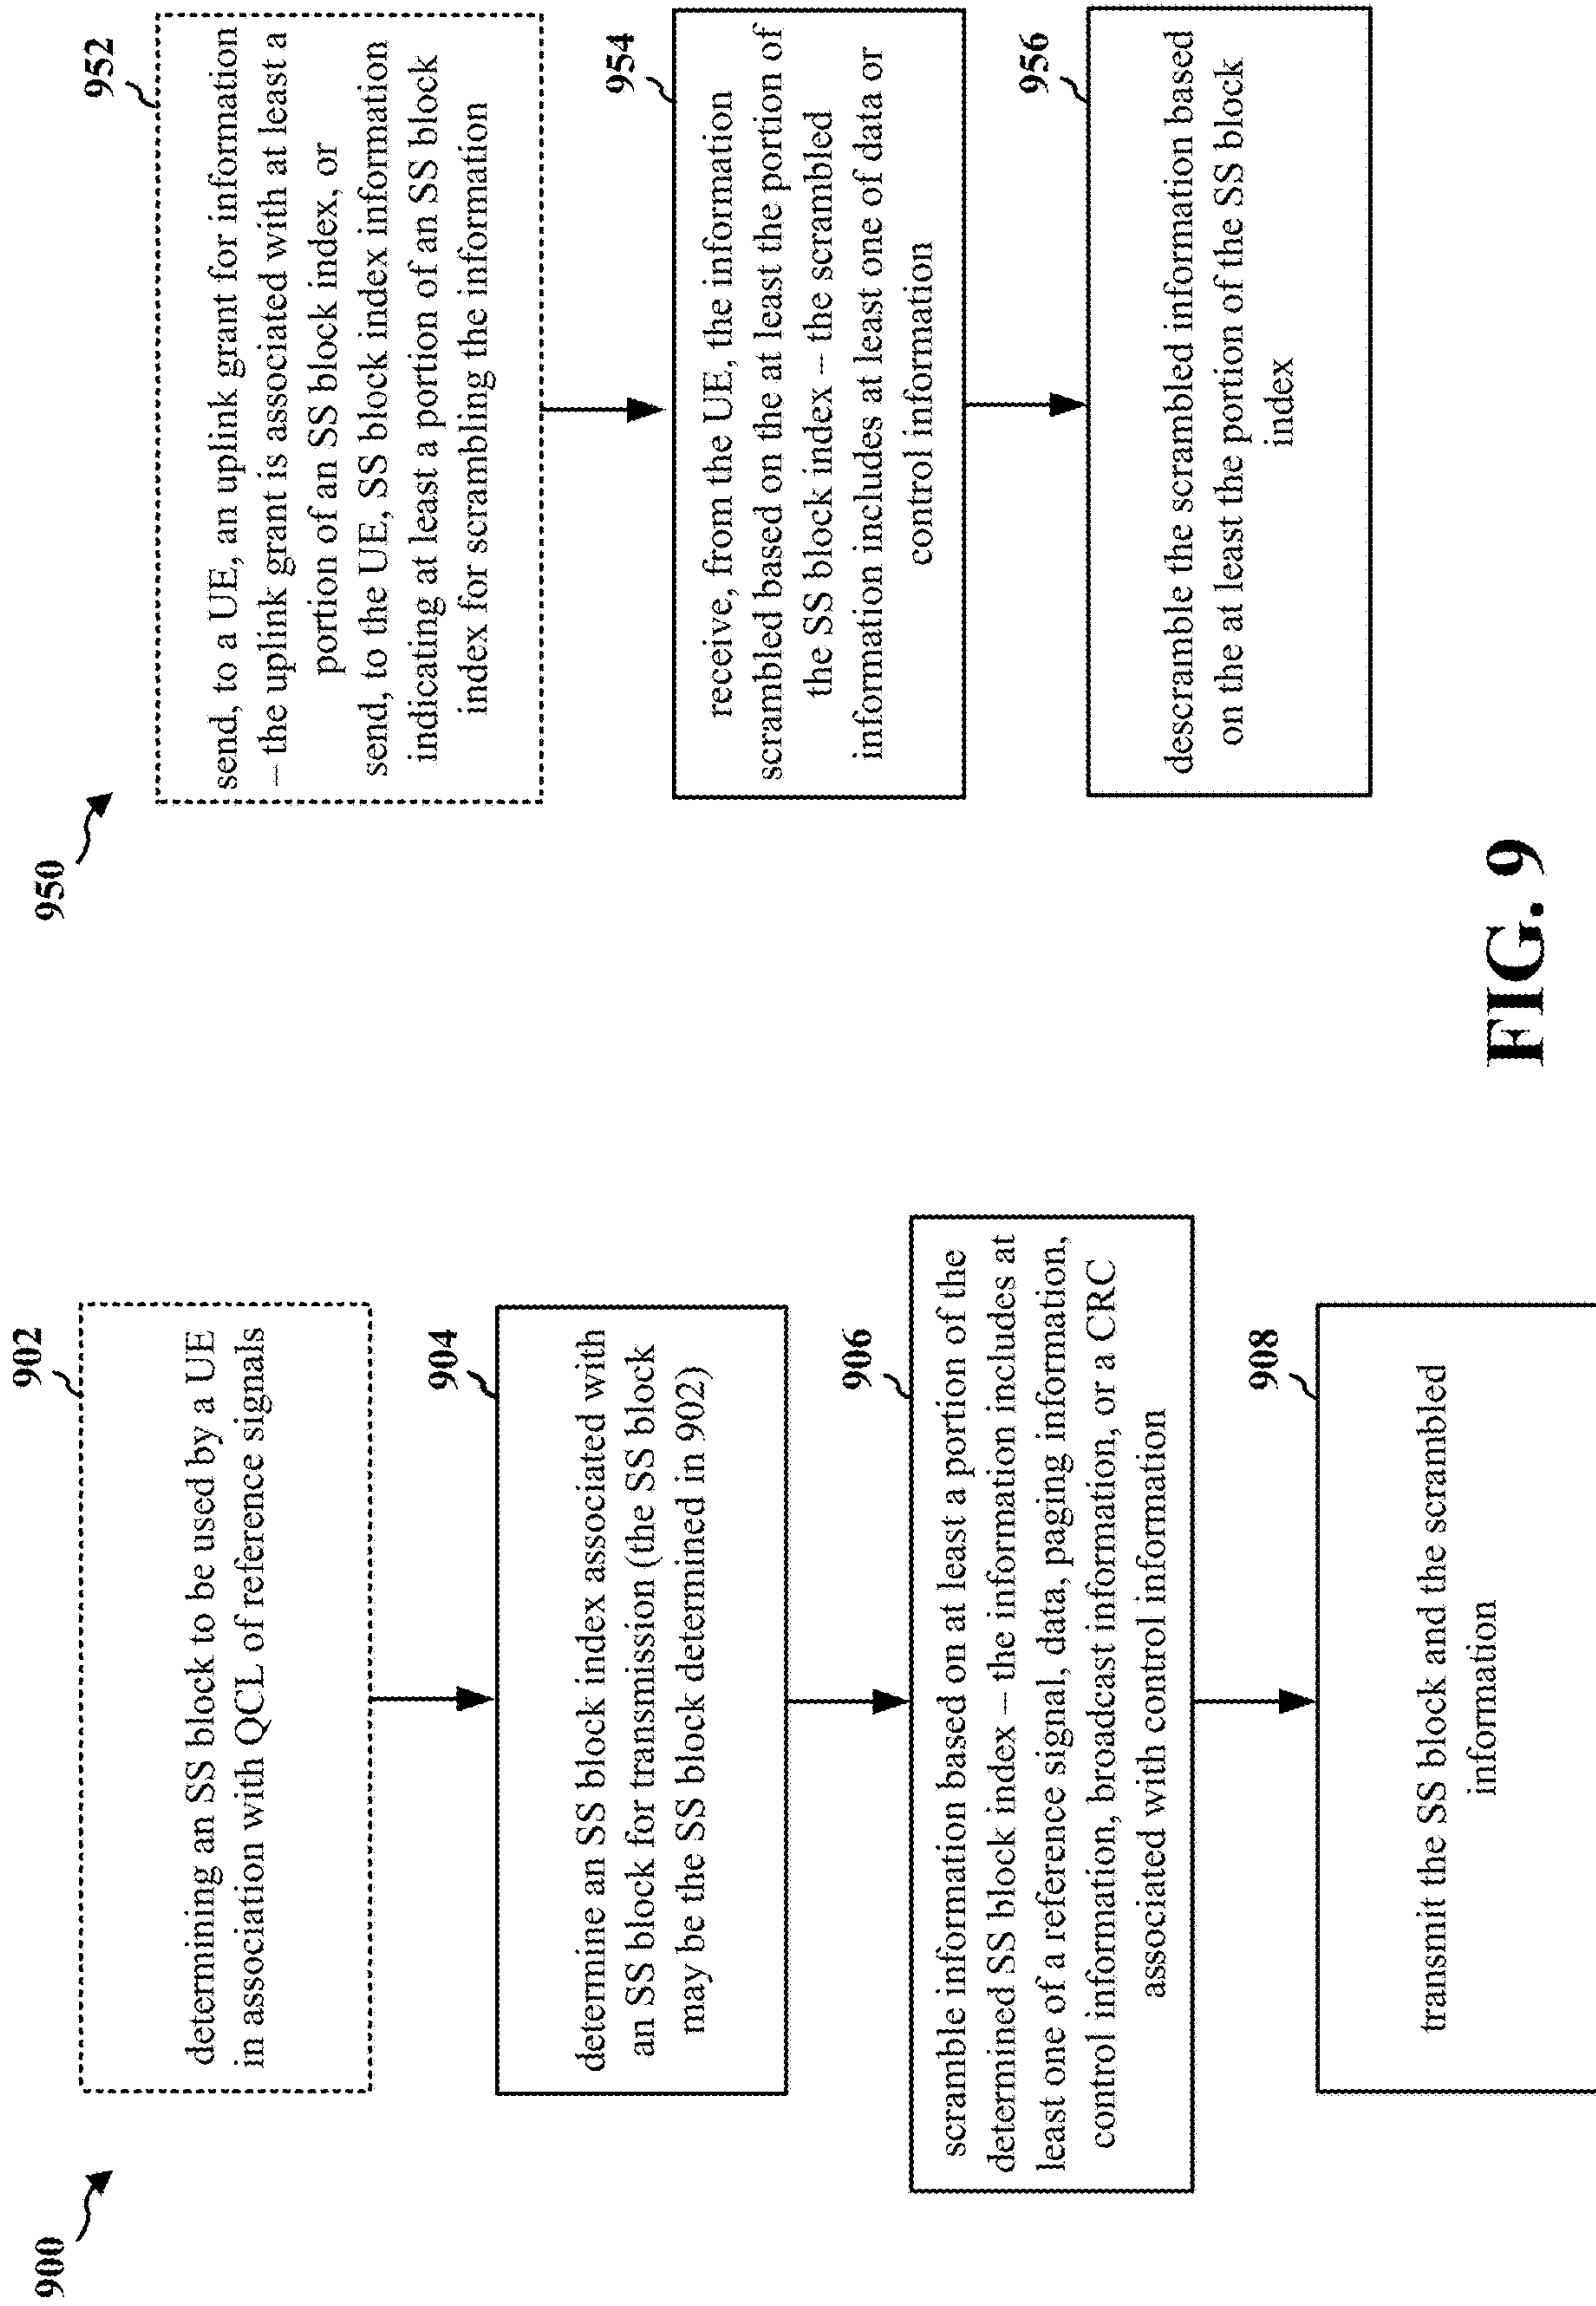 900
902
determining an SS block to be used by a UE
in association with QCL of reference signals
904
determine an SS block index associated with
an SS block for transmission (the SS block
may be the SS block determined in 902)
906
scramble information based on at least a portion of the
determined SS block index – the information includes at
least one of a reference signal, data, paging information,
control information, broadcast information, or a CRC
associated with control information
908
transmit the SS block and the scrambled
information
950
952
send, to a UE, an uplink grant for information
– the uplink grant is associated with at least a
portion of an SS block index, or
send, to the UE, SS block index information
indicating at least a portion of an SS block
index for scrambling the information
954
receive, from the UE, the information
scrambled based on the at least the portion of
the SS block index – the scrambled
information includes at least one of data or
control information
956
descramble the scrambled information based
on the at least the portion of the SS block
index
FIG. 9